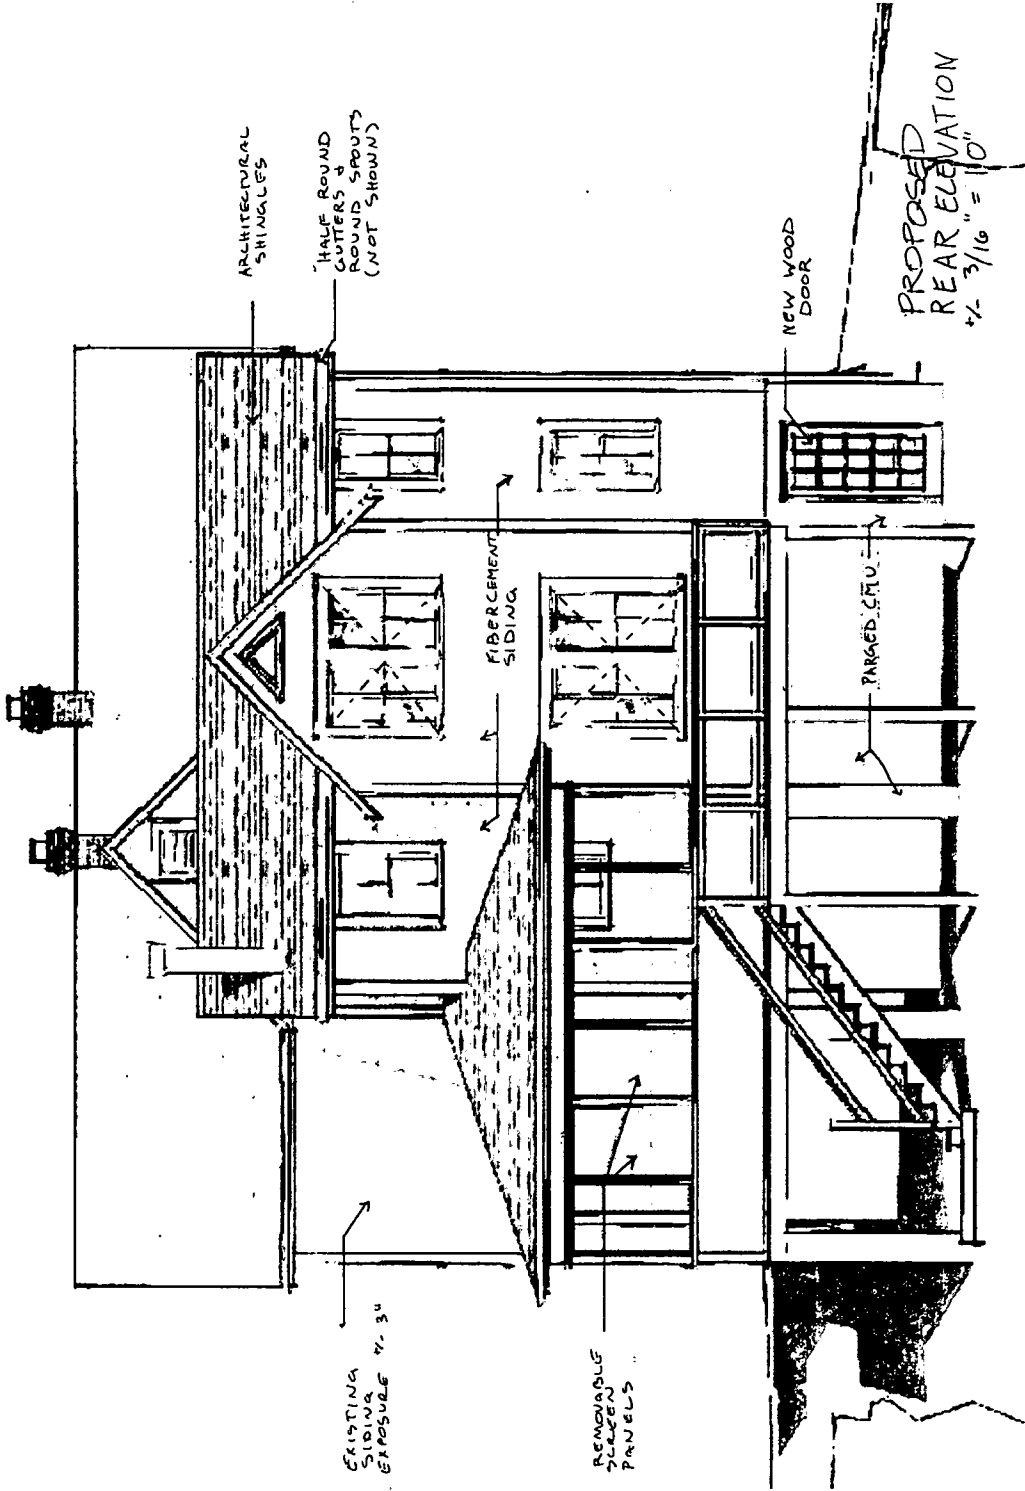 EXISTING
SIDING
EXPOSURE +/- 3"
REMOVABLE
SCREEN
PANELS
FIBERCEMENT
SIDING
PARGED CMU
ARCHITECTURAL
SHINGLES
HALF ROUND
GUTTERS &
ROUND SPOUTS
(NOT SHOWN)
NEW WOOD
DOOR
PROPOSED
REAR ELEVATION
+/- 3/16" = 1'0"